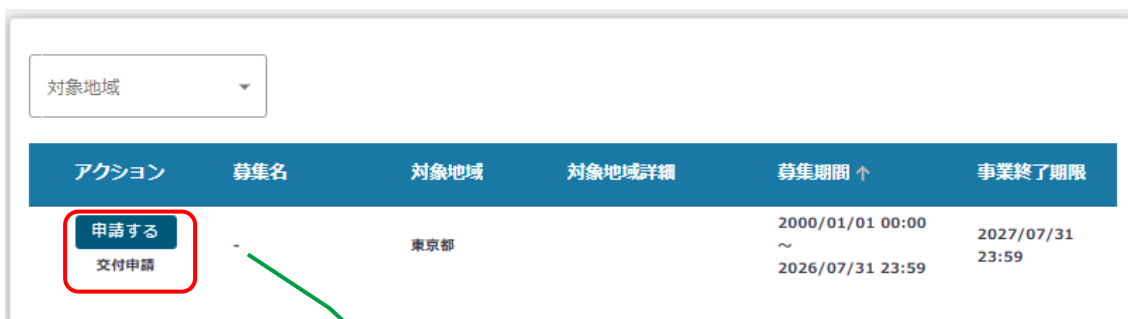 対象地域
アクション 募集名 対象地域 対象地域詳細 募集期間 ↑ 事業終了期限
申請する
交付申請
-
東京都
2000/01/01 00:00
～
2026/07/31 23:59
2027/07/31
23:59